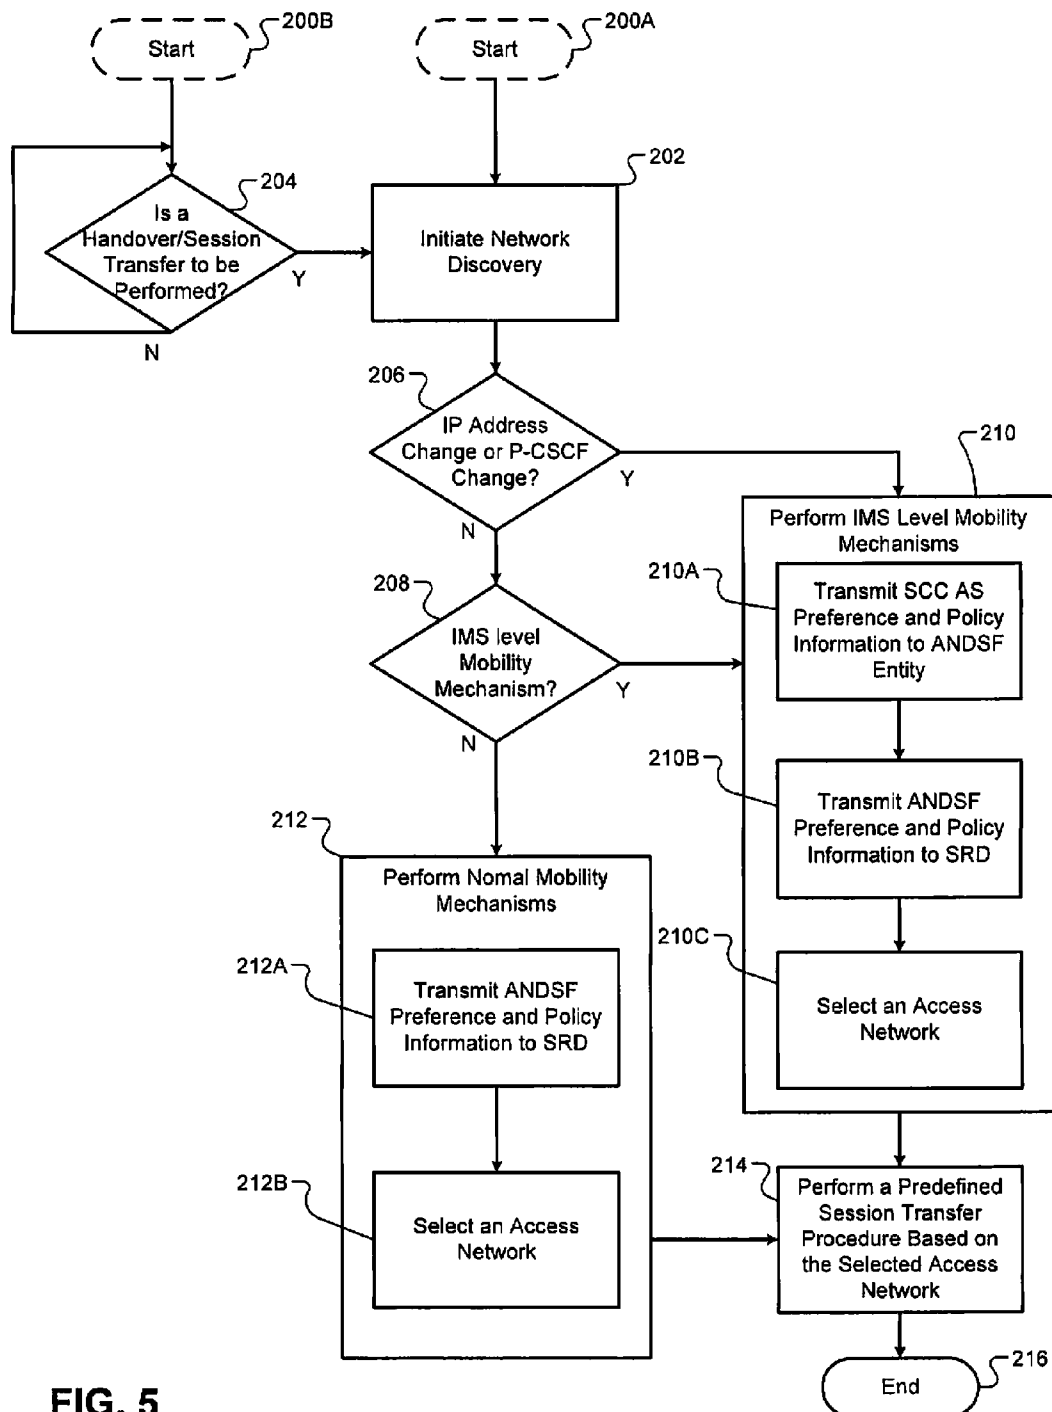 200B
Start
200A
Start
202
204
Is a
Handover/Session
Transfer to be
Performed?
Y
N
Initiate Network
Discovery
206
IP Address
Change or P-CSCF
Change?
Y
N
210
Perform IMS Level Mobility
Mechanisms
210A
Transmit SCC AS
Preference and Policy
Information to ANDSF
Entity
208
IMS level
Mobility
Mechanism?
Y
N
210B
Transmit ANDSF
Preference and Policy
Information to SRD
212
Perform Nomal Mobility
Mechanisms
210C
Select an Access
Network
212A
Transmit ANDSF
Preference and Policy
Information to SRD
212B
Select an Access
Network
214
Perform a Predefined
Session Transfer
Procedure Based on
the Selected Access
Network
216
End
FIG. 5